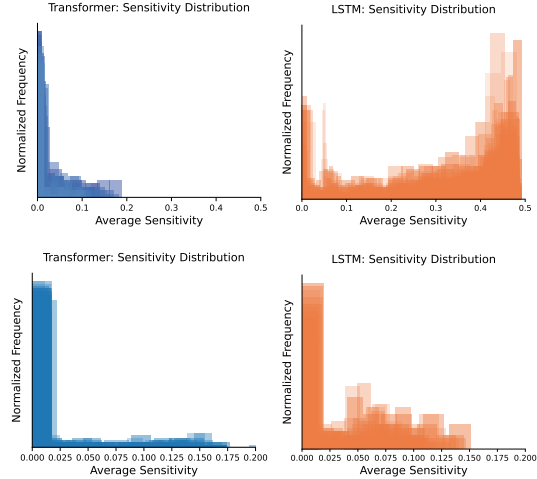 Transformer: Sensitivity Distribution
Normalized Frequency
0.0 0.1 0.2 0.3 0.4 0.5
Average Sensitivity
LSTM: Sensitivity Distribution
Normalized Frequency
0.0 0.1 0.2 0.3 0.4 0.5
Average Sensitivity
Transformer: Sensitivity Distribution
Normalized Frequency
0.000 0.025 0.050 0.075 0.100 0.125 0.150 0.175 0.200
Average Sensitivity
LSTM: Sensitivity Distribution
Normalized Frequency
0.000 0.025 0.050 0.075 0.100 0.125 0.150 0.175 0.200
Average Sensitivity